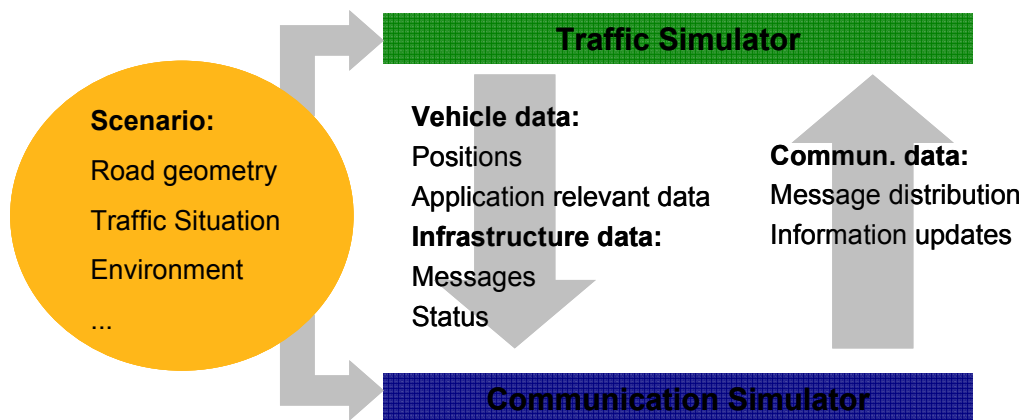 Traffic Simulator
Scenario:
Road geometry
Traffic Situation
Environment
...
Vehicle data:
Positions
Application relevant data
Infrastructure data:
Messages
Status
Commun. data:
Message distribution
Information updates
Communication Simulator